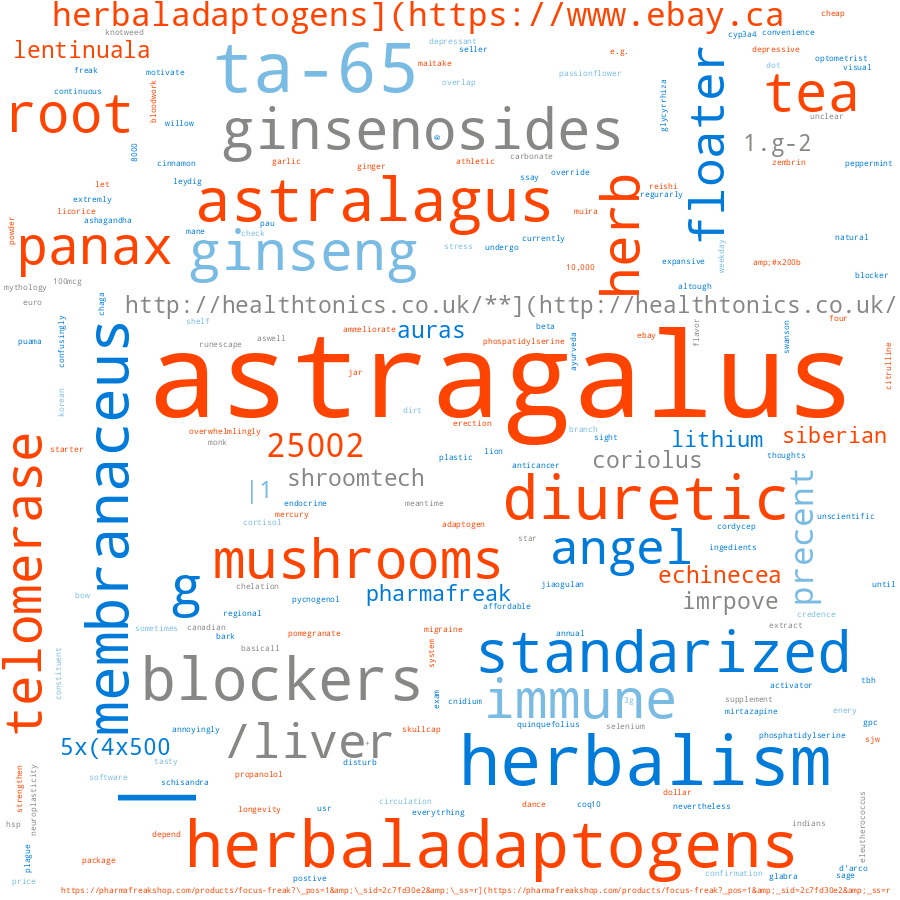 herbaladaptogens](https://www.ebay.ca
cheap
knotweed
cyp3a4
convenience
lentinuala
ta-65
depressant
seller
e.g.
depressive
optometrist
maitake
freak
motivate
passionflower
dot
visual
overlap
continuous
bloodwork
root
floater
tea
glycyrrhiza
willow
ginsenosides
unclear
@
1.g-2
800D
cinnamon
garlic
ginger
athletic
carbonate
zembrin
peppermint
override
leydig
ssay
let
astralagus
herb
reishi
regurarly
extremly
licorice
ashagandha
muira
powder
pau
mane
check
panax
ginseng
currently
natural
stress
undergo
weekday
expansive
amp;#x200b
10,000
blocker
100mcg
mythology
altough
euro
chaga
http://healthtonics.co.uk/**](http://healthtonics.co.uk/
shelf
auras
beta
ebay
flavor
swanson
four
ammeliorate
confusingly
puama
runescape
aswell
phospatidylserine
ayurveda
membranaceus
astragalus
jar
citrulline
korean
dirt
erection
branch
overwhelmlingly
monk
25002
sight
lithium
siberian
starter
lion
plastic
coriolus
thoughts
anticancer
telomerase
shroomtech
|1
endocrine
meantime
diuretic
precent
mercury
unscientific
cortisol
adaptogen
cordycep
star
angel
ingedients
mushrooms
echinecea
chelation
jiaogulan
until
g
pharmafreak
imrpove
bow
pycnogenol
affordable
regional
credence
sometimes
canadian
bark
pomegranate
migraine
annual
extract
basicall
system
standarized
constituent
blockers
activator
tbh
exam
cnidium
immune
3g
supplement
mirtazapine
enery
quinquefolius
selenium
gpc
annoyingly
skullcap
phosphatidylserine
sjw
5x(4x500
/liver
+
tasty
disturb
herbalism
strengthen
neuroplasticity
software
schisandra
propanolol
dollar
circulation
dance
coq10
nevertheless
eleutherococcus
longevity
usr
everytrhing
hsp
depend
indians
herbaladaptogens
plague
package
d'arco
price
postive
confirmation
glabra
sage
https://pharmafreakshop.com/products/focus-freak?\_pos=1&amp;\_sid=2c7fd30e2&amp;\_ss=r](https://pharmafreakshop.com/products/focus-freak?_pos=1&amp;_sid=2c7fd30e2&amp;_ss=r